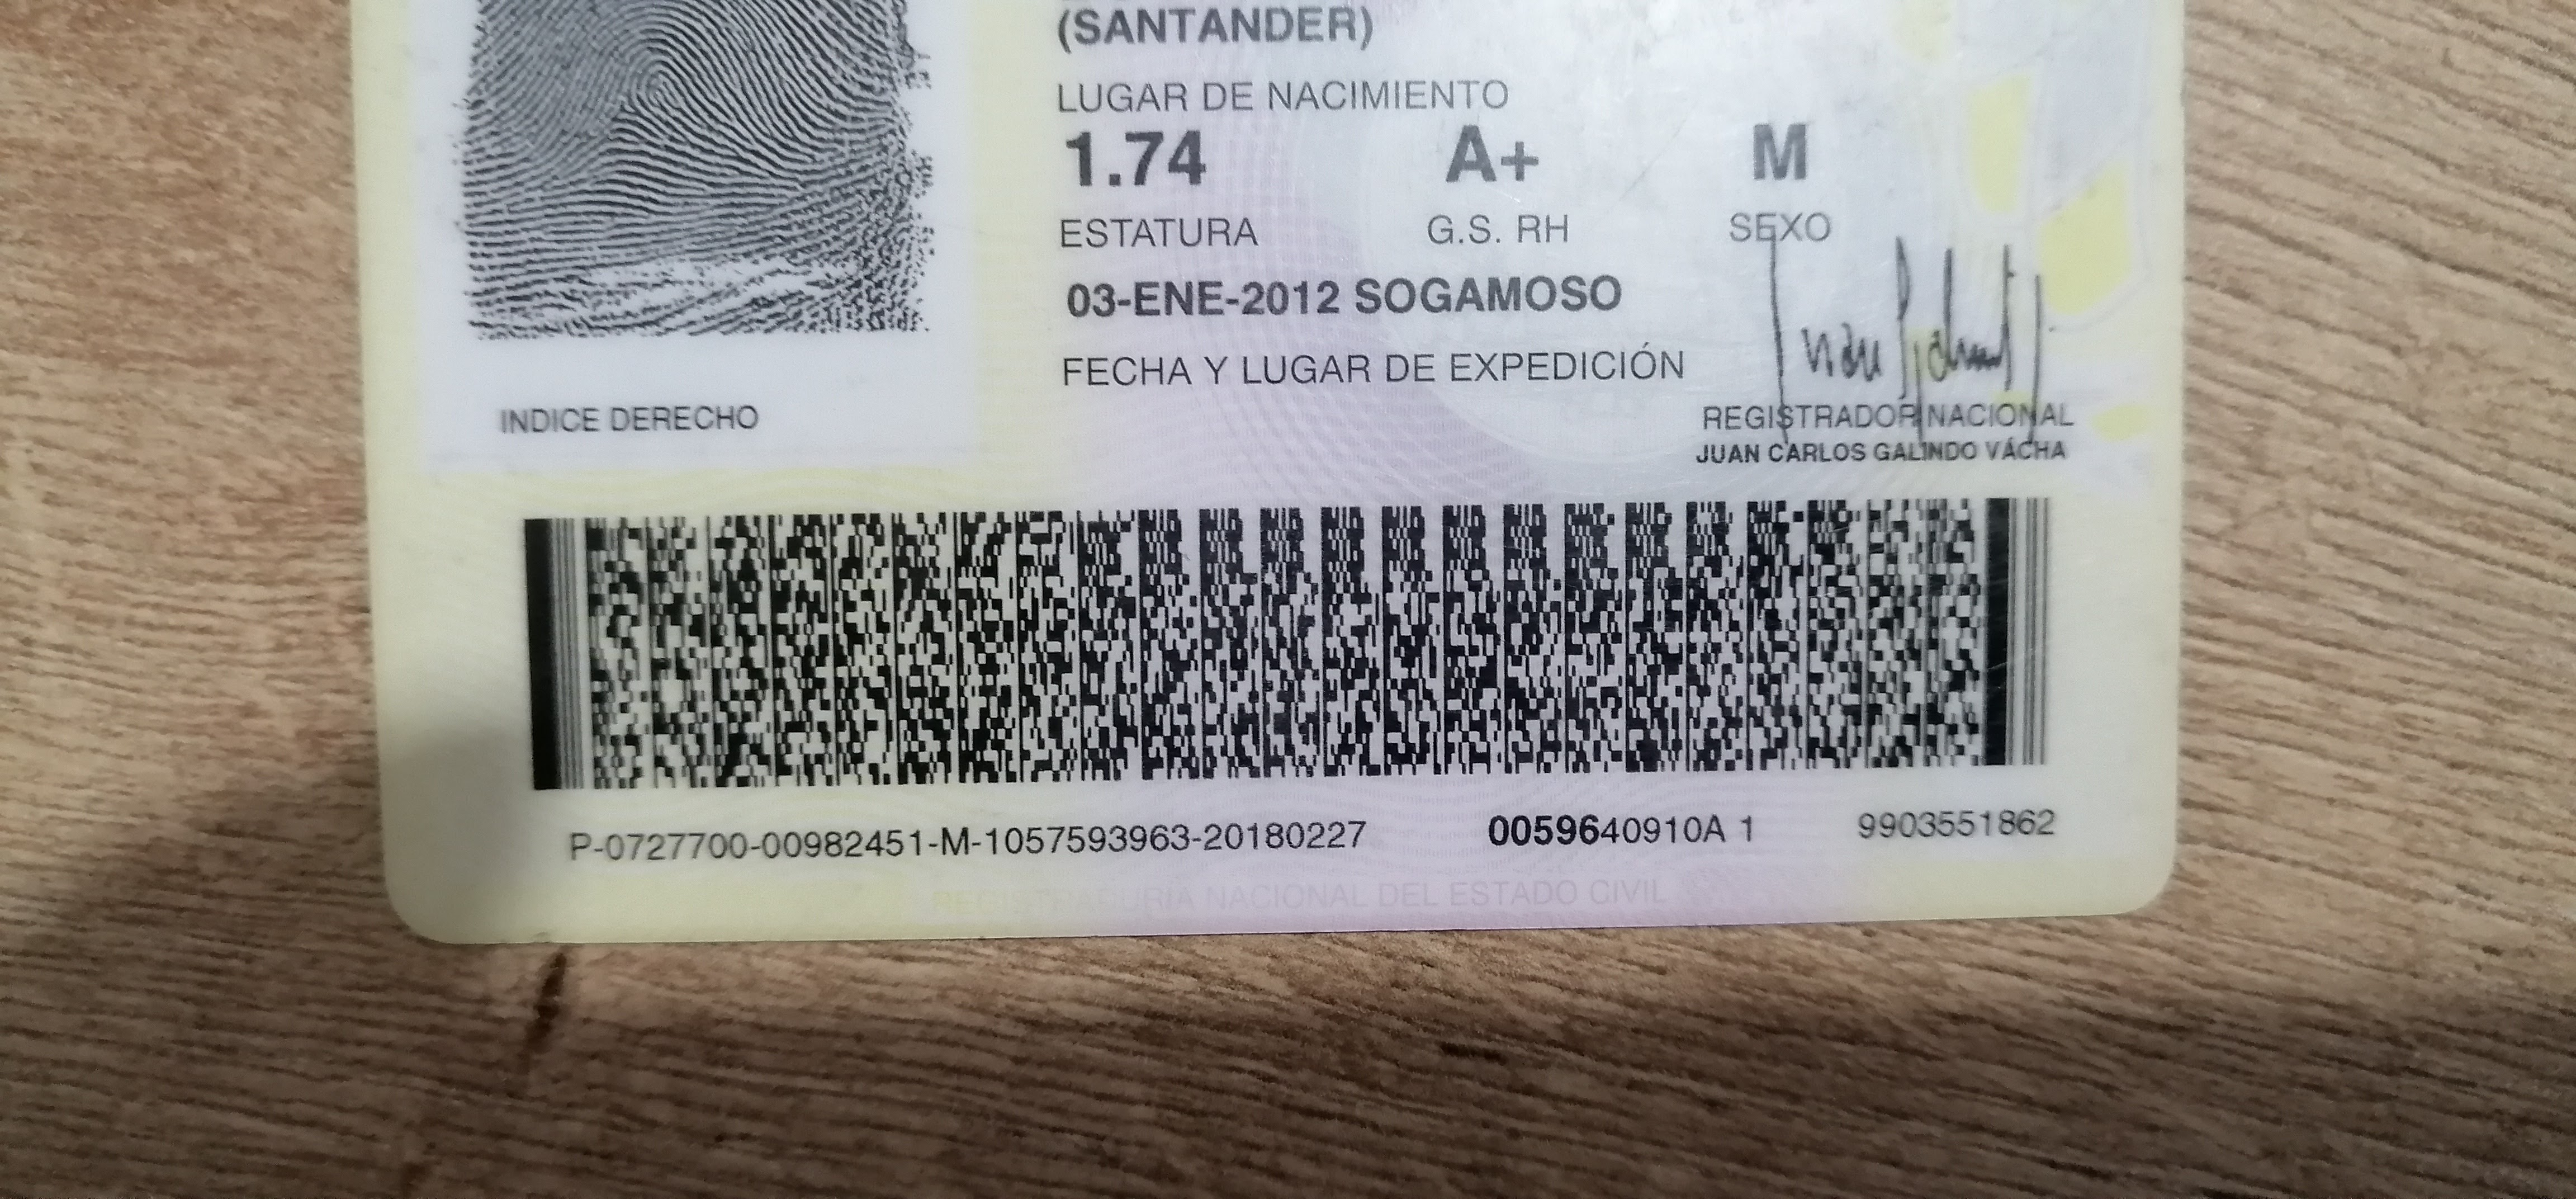 (SANTANDER)
LUGAR DE NACIMIENTO
1.74 A+ M
ESTATURA G.S. RH SEXO
03-ENE-2012 SOGAMOSO
FECHA Y LUGAR DE EXPEDICIÓN
INDICE DERECHO
REGISTRADOR NACIONAL
JUAN CARLOS GALINDO VÁCHA
P-0727700-00982451-M-1057593963-20180227 0059640910A 1 9903551862
REGISTRADURIA NACIONAL DEL ESTADO CIVIL